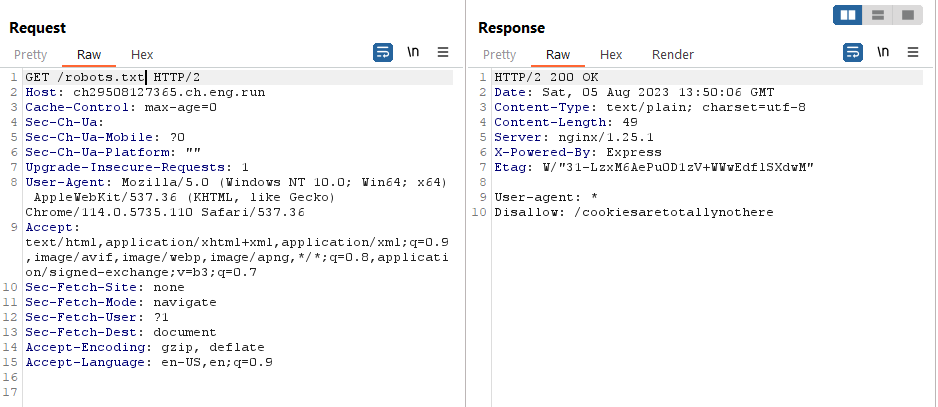 Request
Pretty Raw Hex \n
1 GET /robots.txt HTTP/2
2 Host: ch29508127365.ch.eng.run
3 Cache-Control: max-age=0
4 Sec-Ch-Ua:
5 Sec-Ch-Ua-Mobile: ?0
6 Sec-Ch-Ua-Platform: ""
7 Upgrade-Insecure-Requests: 1
8 User-Agent: Mozilla/5.0 (Windows NT 10.0; Win64; x64)
AppleWebKit/537.36 (KHTML, like Gecko)
Chrome/114.0.5735.110 Safari/537.36
9 Accept:
text/html,application/xhtml+xml,application/xml;q=0.9
,image/avif,image/webp,image/apng,*/*;q=0.8,applicati
on/signed-exchange;v=b3;q=0.7
10 Sec-Fetch-Site: none
11 Sec-Fetch-Mode: navigate
12 Sec-Fetch-User: ?1
13 Sec-Fetch-Dest: document
14 Accept-Encoding: gzip, deflate
15 Accept-Language: en-US,en;q=0.9
16
17
Response
Pretty Raw Hex Render \n
1 HTTP/2 200 OK
2 Date: Sat, 05 Aug 2023 13:50:06 GMT
3 Content-Type: text/plain; charset=utf-8
4 Content-Length: 49
5 Server: nginx/1.25.1
6 X-Powered-By: Express
7 Etag: W/"31-LzxM6AePuOD1zV+WWwEdflSXdwM"
8
9 User-agent: *
10 Disallow: /cookiesaretotallynothere